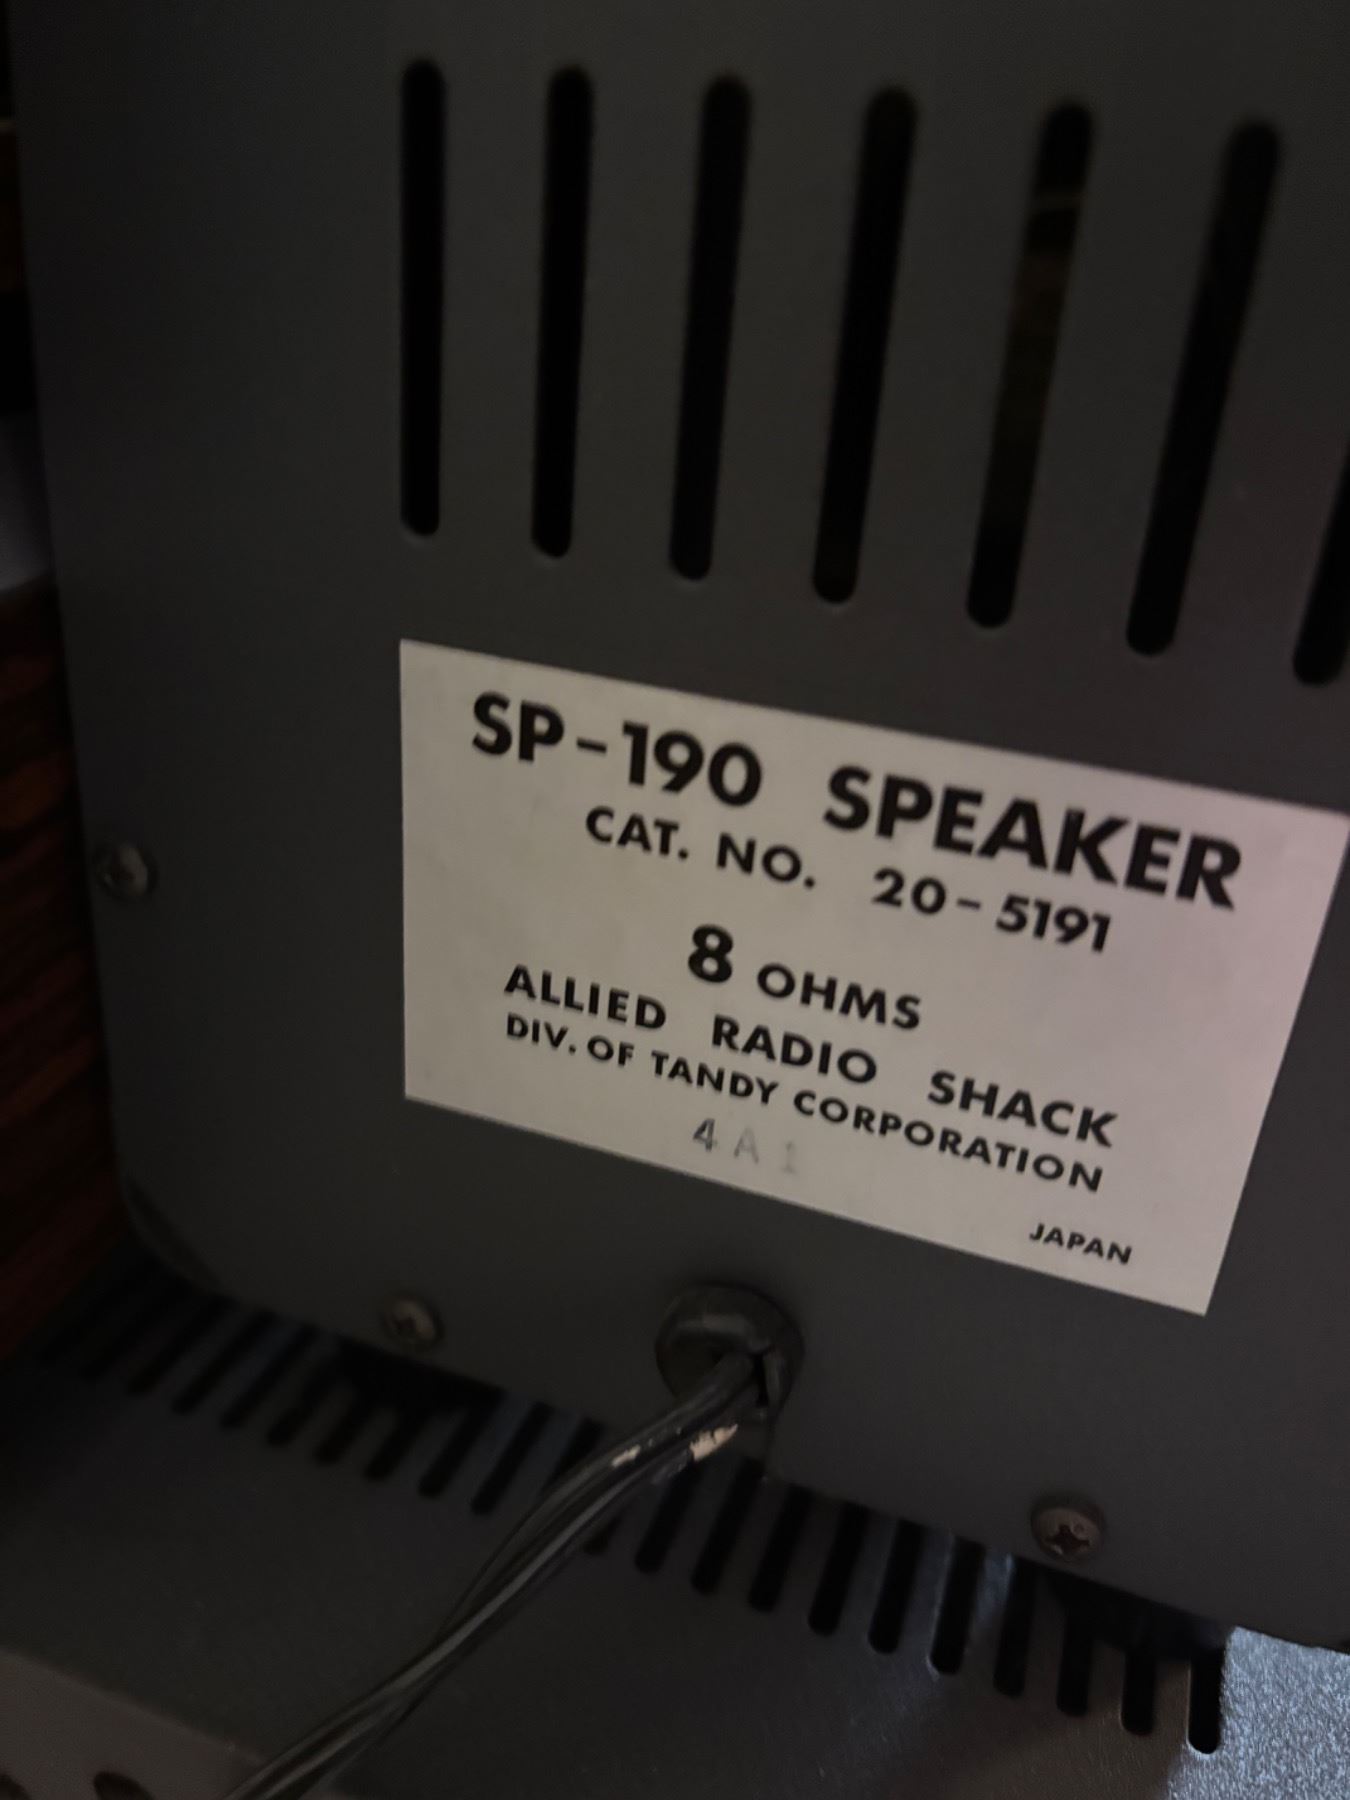 SP-190 SPEAKER
CAT. NO. 20-5191
8 OHMS
ALLIED RADIO SHACK
DIV. OF TANDY CORPORATION
4A1
JAPAN